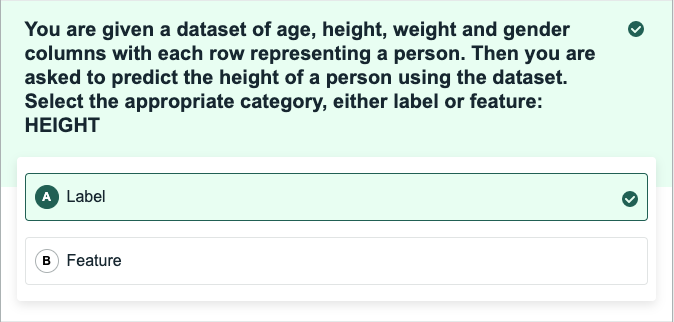 You are given a dataset of age, height, weight and gender
columns with each row representing a person. Then you are
asked to predict the height of a person using the dataset.
Select the appropriate category, either label or feature:
HEIGHT
A Label
B Feature